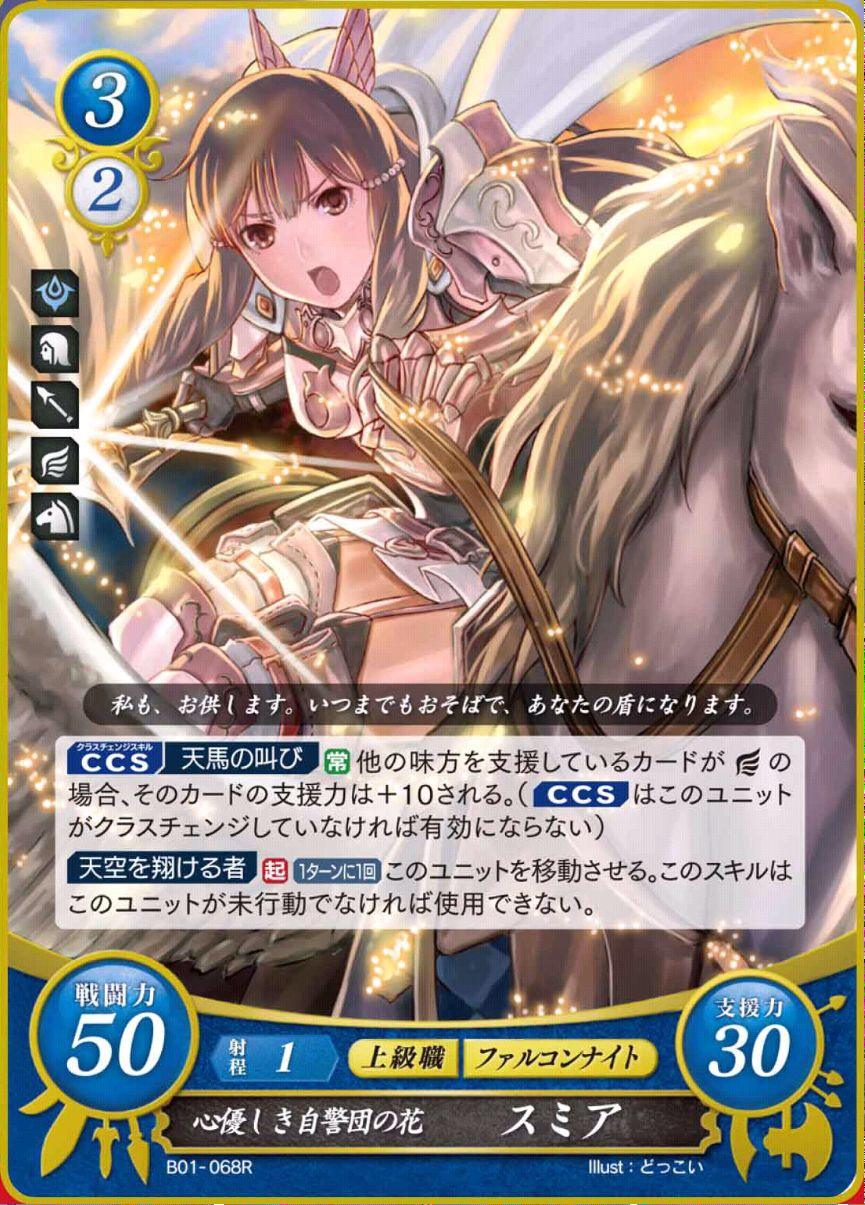 3
2
私も、お供します。いつまでもおそばで、あなたの盾になります。
クラスチェンジスキル
CCS 天馬の叫び 常 他の味方を支援しているカードが の
場合、そのカードの支援力は＋10される。（CCSはこのユニット
がクラスチェンジしていなければ有効にならない）
天空を翔ける者 起 1ターンに1回 このユニットを移動させる。このスキルは
このユニットが未行動でなければ使用できない。
戦闘力
50
射程 1 上級職 ファルコンナイト
支援力
30
心優しき自警団の花 スミア
B01-068R
Illust：どっこい